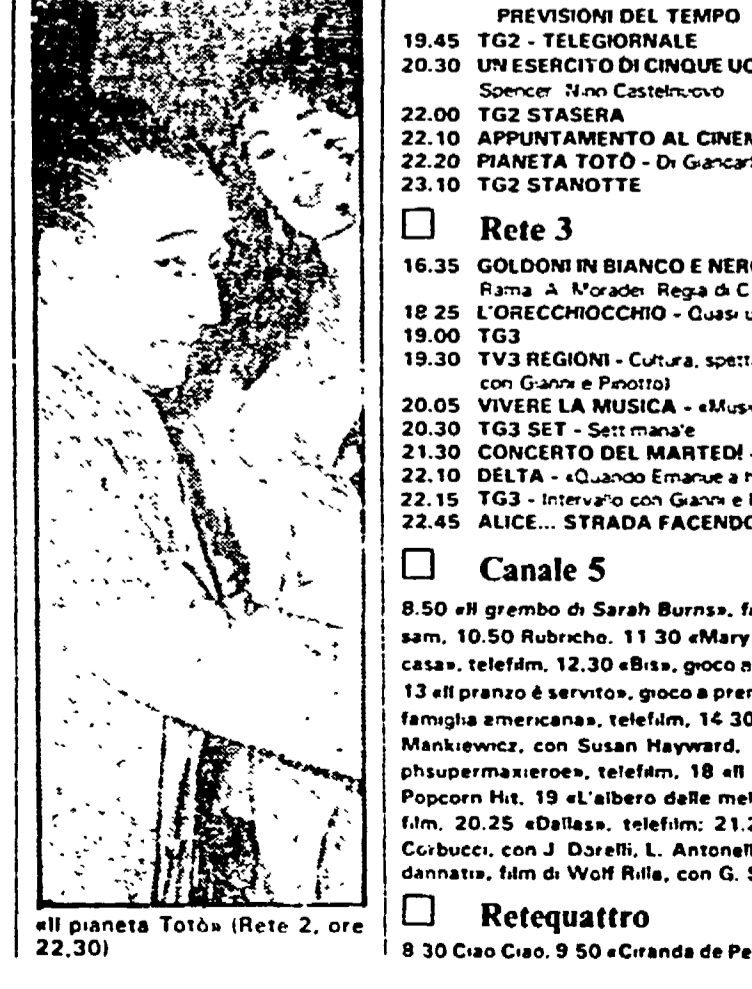 PREVISIONI DEL TEMPO
19.45 TG2 - TELEGIORNALE
20.30 UN ESERCITO DI CINQUE UO
Spencer Nino Castelnuovo
22.00 TG2 STASERA
22.10 APPUNTAMENTO AL CINEM
22.20 PIANETA TOTÒ - Di Giancar
23.10 TG2 STANOTTE
Rete 3
16.35 GOLDONI IN BIANCO E NERO
Rama A Moradei Regia di C
18 25 L'ORECCHIOCCHIO - Quasi u
19.00 TG3
19.30 TV3 REGIONI - Cultura, spett
con Gianni e Pinotto)
20.05 VIVERE LA MUSICA - «Mus
20.30 TG3 SET - Settimanale
21.30 CONCERTO DEL MARTEDÌ -
22.10 DELTA - «Quando Emanue a h
22.15 TG3 - Intervallo con Gianni e
22.45 ALICE... STRADA FACENDO
Canale 5
8.50 «Il grembo di Sarah Burns», f
sam, 10.50 Rubriche. 11 30 «Mary
casa», telefilm, 12.30 «Bis», gioco a
13 «Il pranzo è servito», gioco a prem
famiglia americana», telefilm, 14 30
Mankiewicz, con Susan Hayward,
phsupermaxieroe», telefilm, 18 «Il
Popcorn Hit, 19 «L'albero delle mel
film, 20.25 «Dallas», telefilm; 21.2
Corbucci, con J Dorelli, L. Antonell
dannati», film di Wolf Rilla, con G. S
Retequattro
8 30 Ciao Ciao, 9 50 «Ciranda de Pe
«Il pianeta Totò» (Rete 2, ore
22,30)